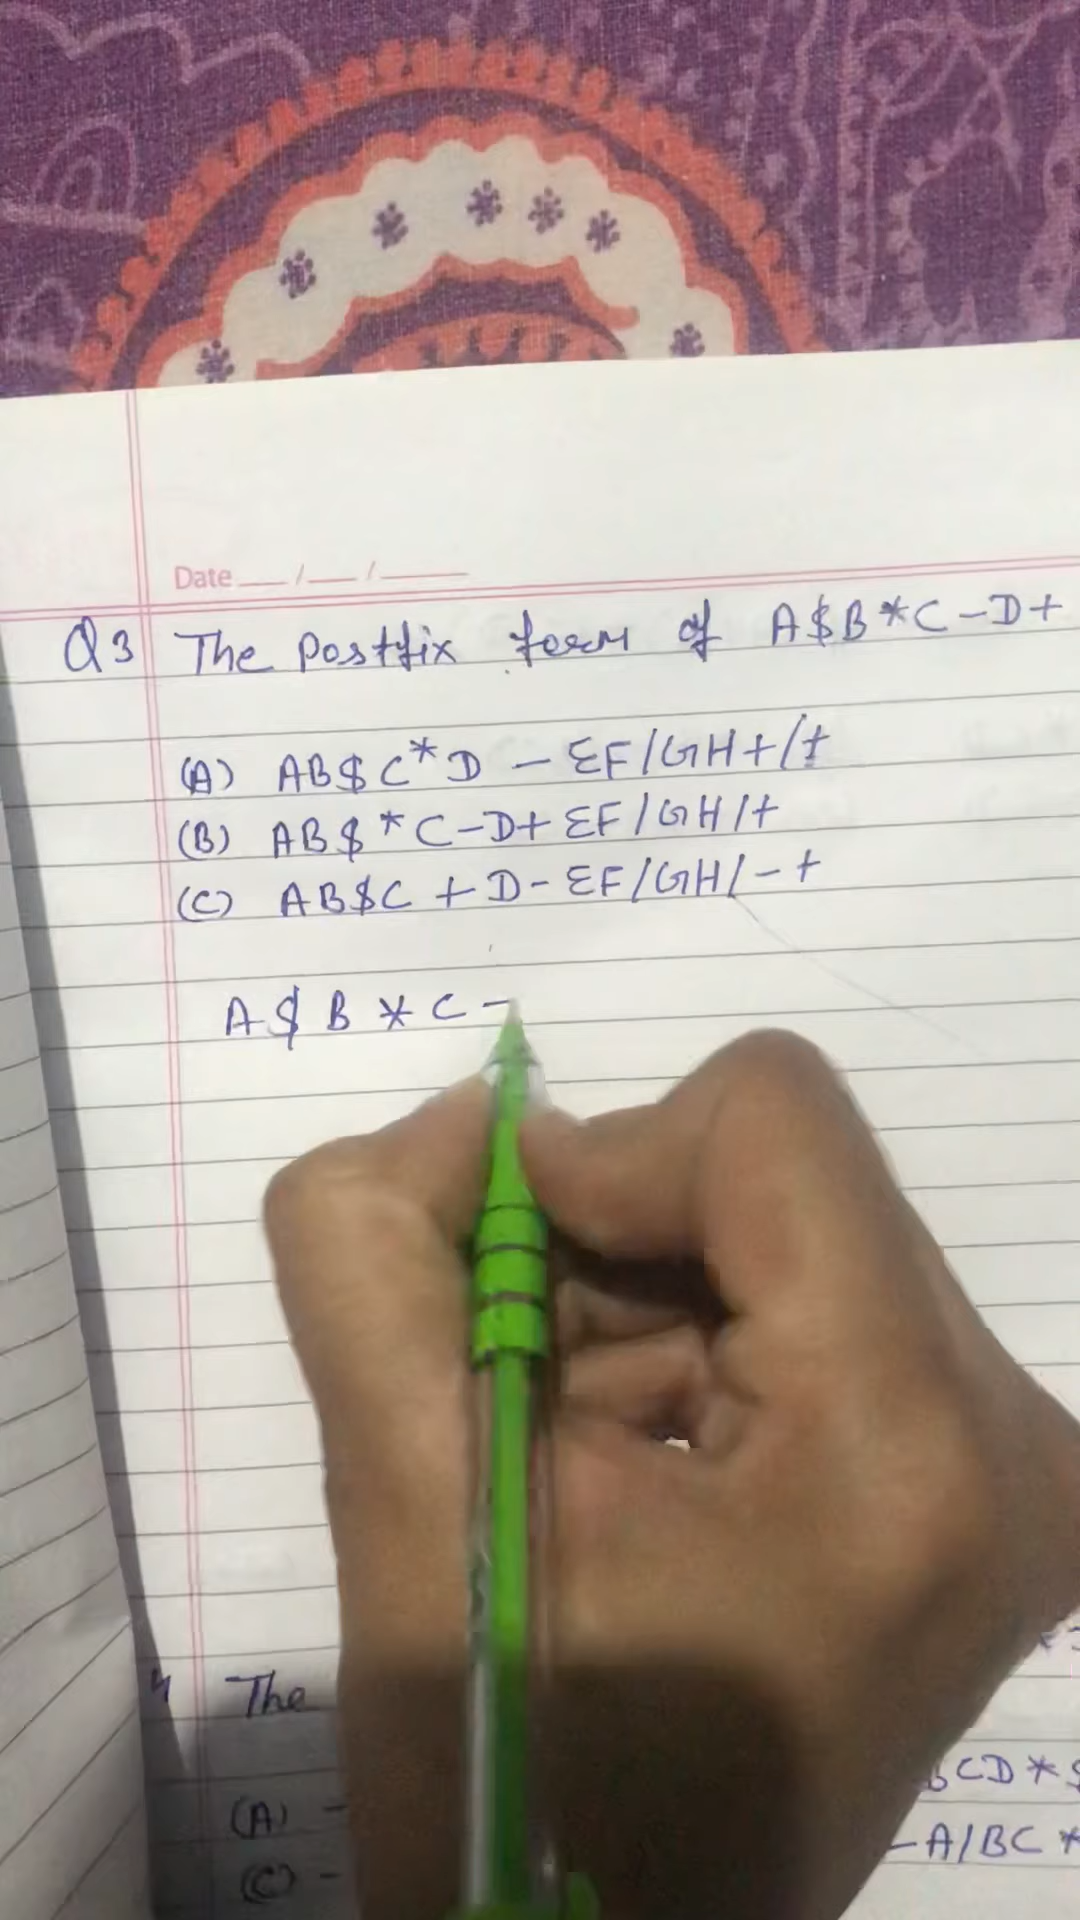 Date __/__/____
Q3 The Postfix form of A$B*C-D+
(A) AB$C*D - EF/GH+/+
(B) AB$*C-D+EF/GH/+
(C) AB$C+D-EF/GH/-+
A $ B * C -
The
BCD*$
(A) -
-A/BC*
(C) -